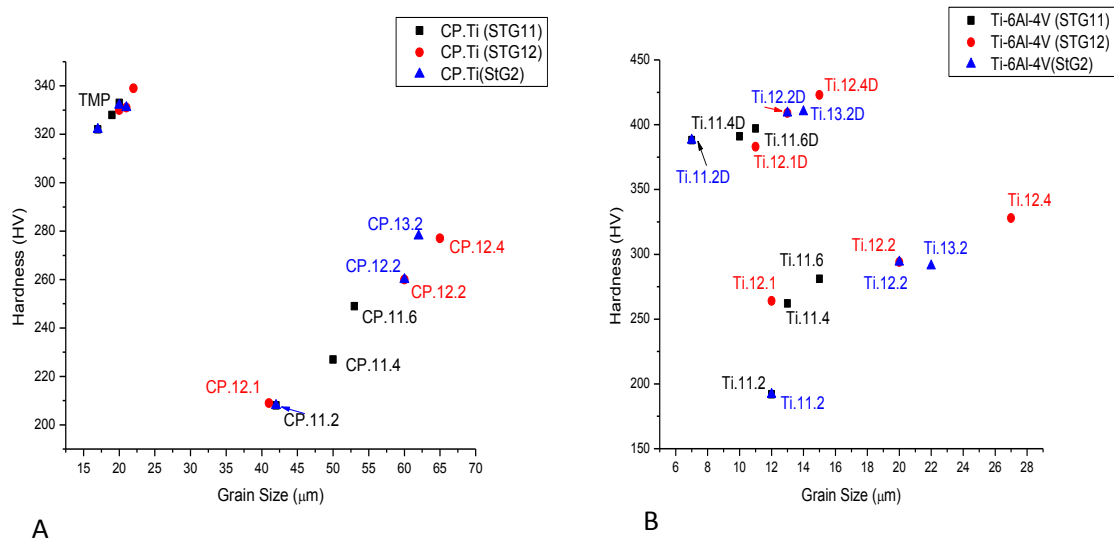 CP.Ti (STG11)
CP.Ti (STG12)
CP.Ti(StG2)
TMP
CP.13.2
CP.12.4
CP.12.2
CP.12.2
CP.11.6
CP.11.4
CP.12.1
CP.11.2
340
320
300
280
260
240
220
200
Hardness (HV)
15 20 25 30 35 40 45 50 55 60 65 70
Grain Size (μm)
A
Ti-6Al-4V (STG11)
Ti-6Al-4V (STG12)
Ti-6Al-4V(StG2)
Ti.12.4D
Ti.12.2D
Ti.13.2D
Ti.11.4D
Ti.11.6D
Ti.12.1D
Ti.11.2D
Ti.12.4
Ti.12.2
Ti.13.2
Ti.11.6
Ti.12.1
Ti.12.2
Ti.11.4
Ti.11.2
Ti.11.2
450
400
350
300
250
200
150
Hardness (HV)
6 8 10 12 14 16 18 20 22 24 26 28
Grain Size (μm)
B